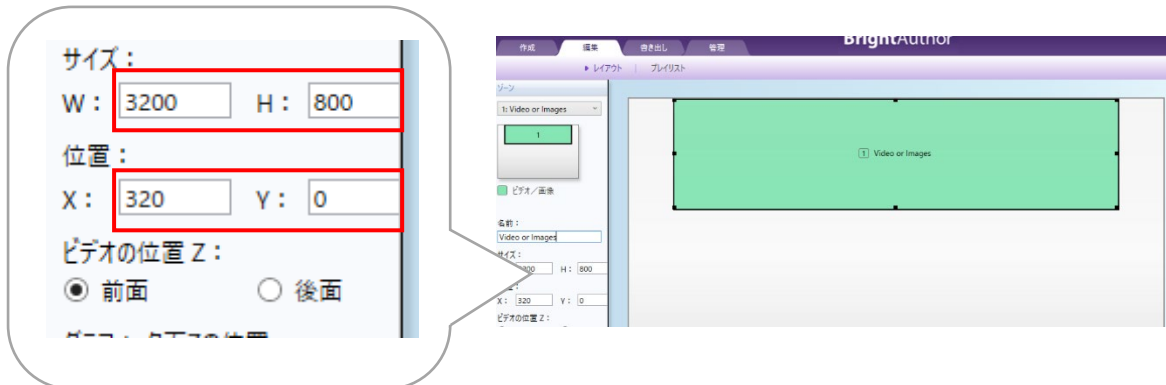 サイズ：
W： 3200 H： 800
位置：
X： 320 Y： 0
ビデオの位置 Z：
前面 後面
BrightAuthor
作成 編集 書き出し 管理
レイアウト | プレイリスト
ゾーン
1: Video or Images
1
ビデオ／画像
名前：
Video or Images
サイズ：
H： 800
X： 320 Y： 0
ビデオの位置 Z：
1 Video or Images